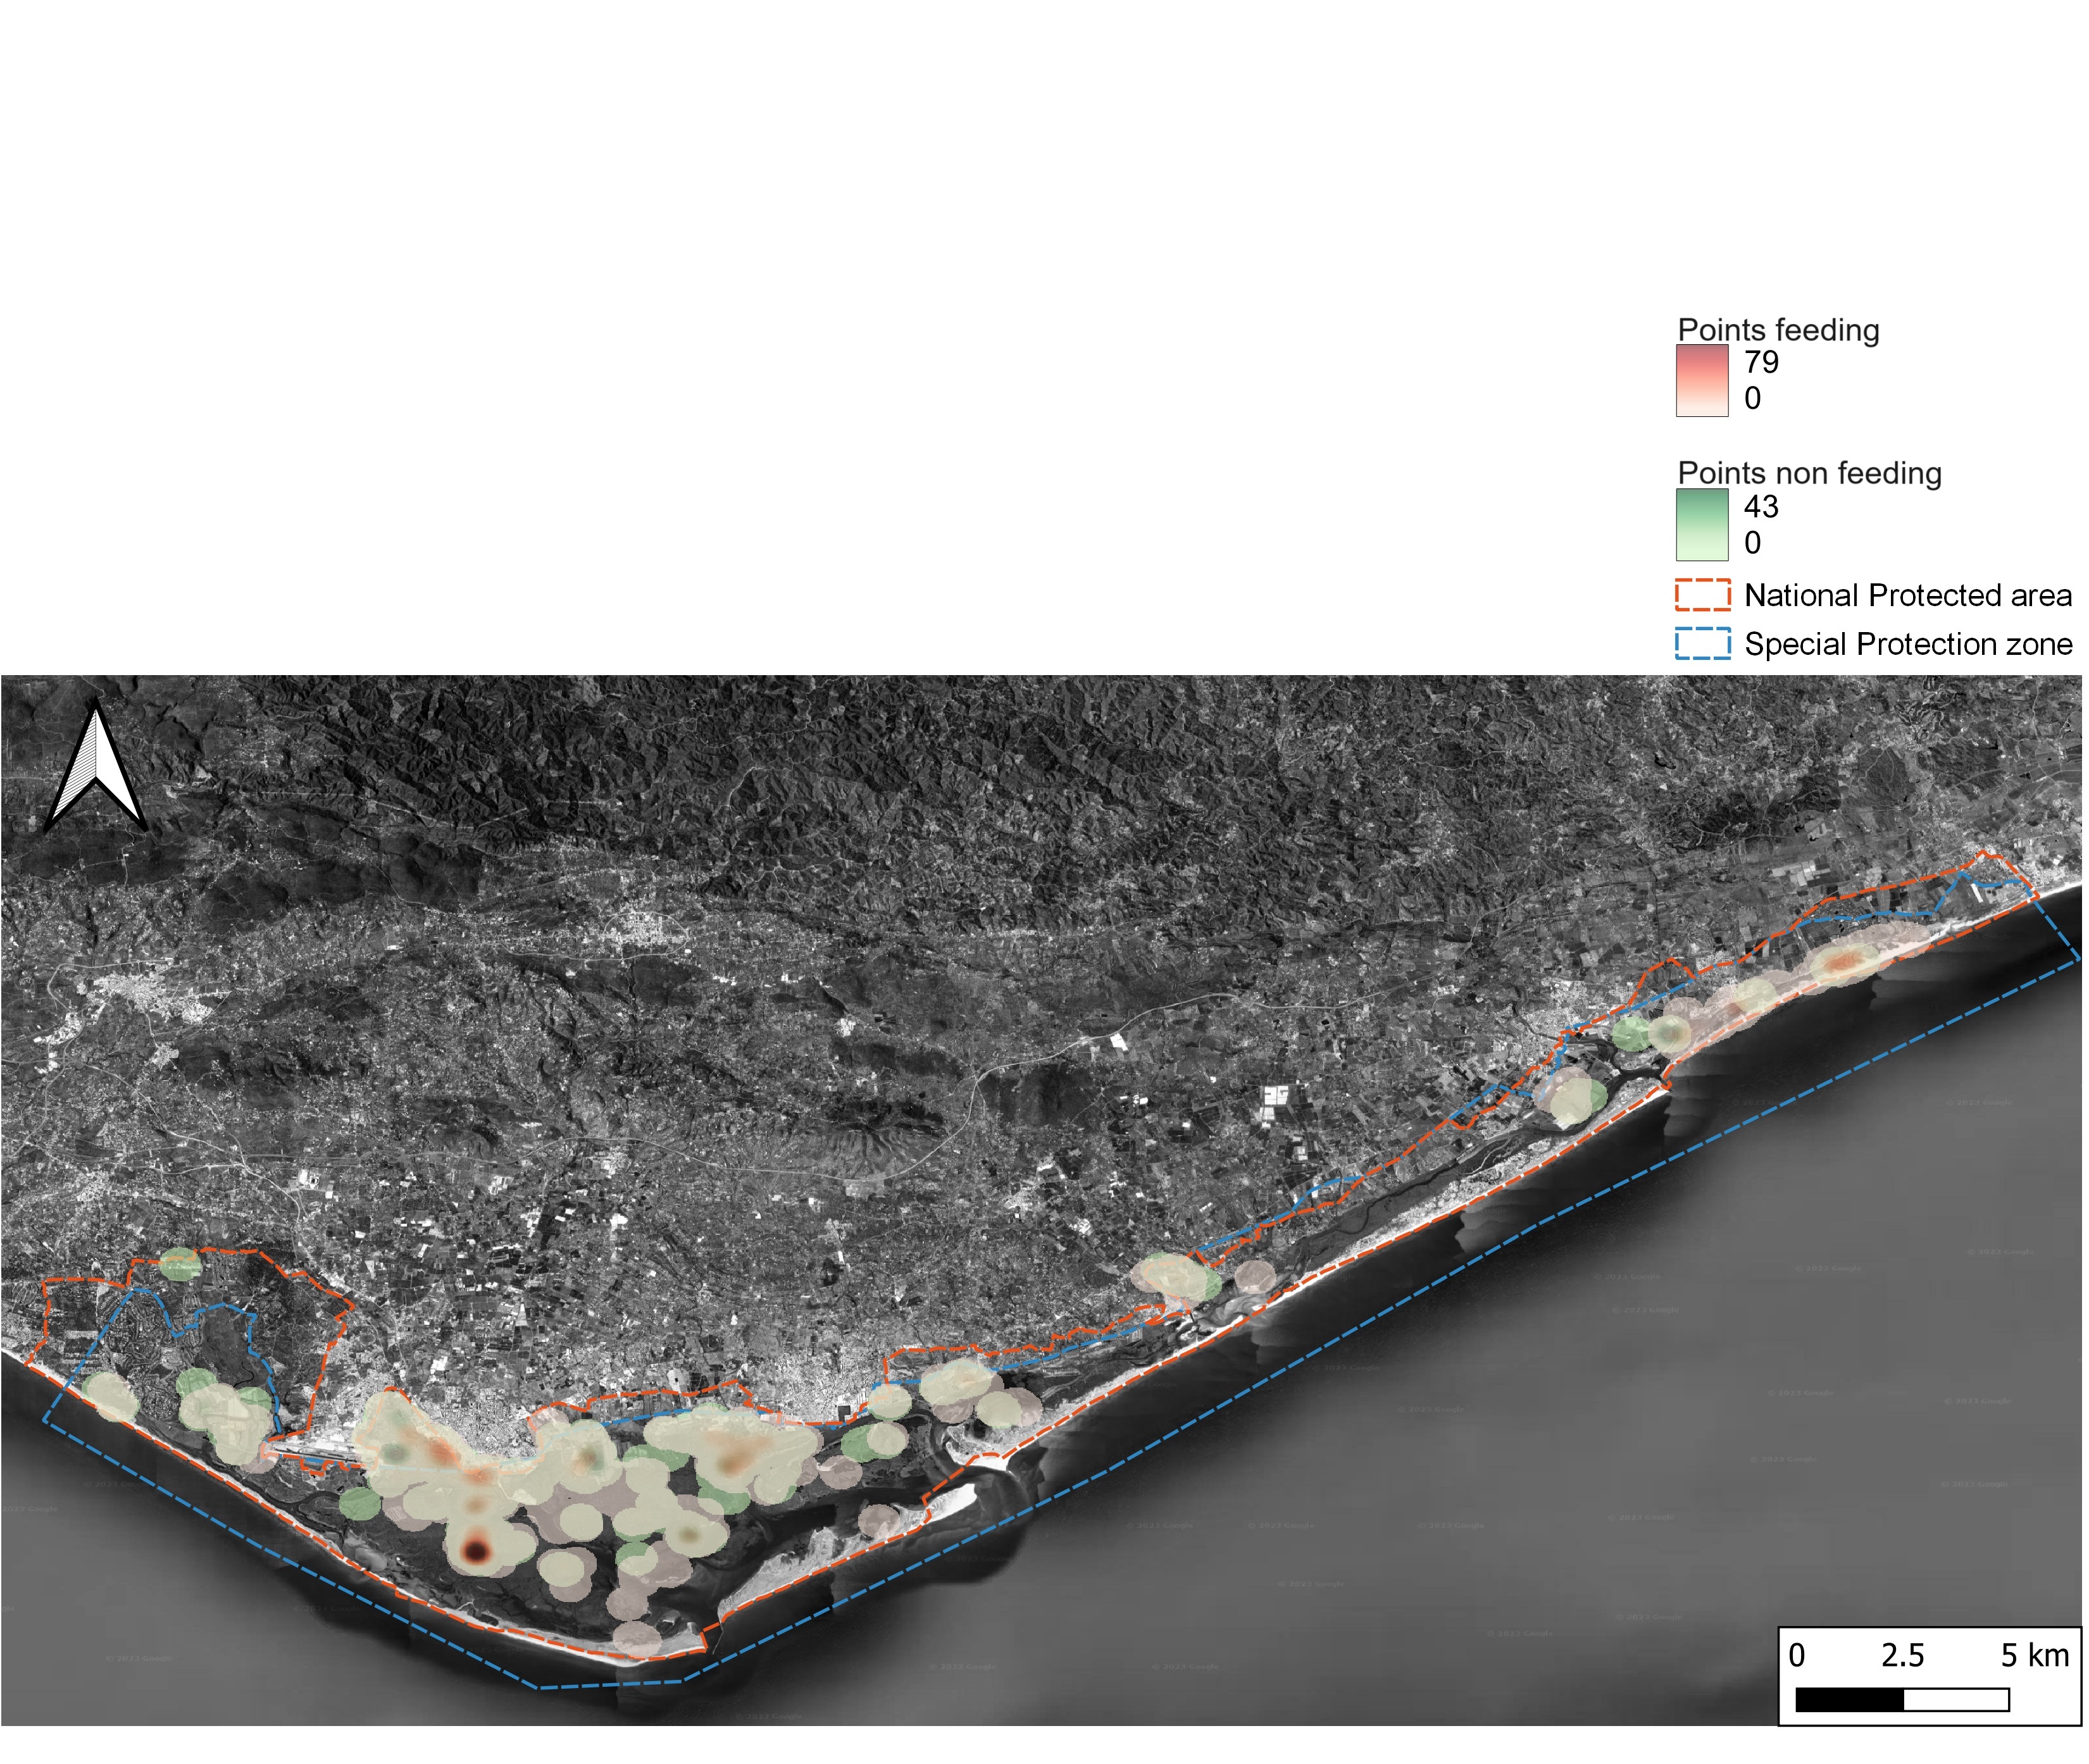 Points feeding
79
0
Points non feeding
43
0
National Protected area
Special Protection zone
0 2.5 5 km